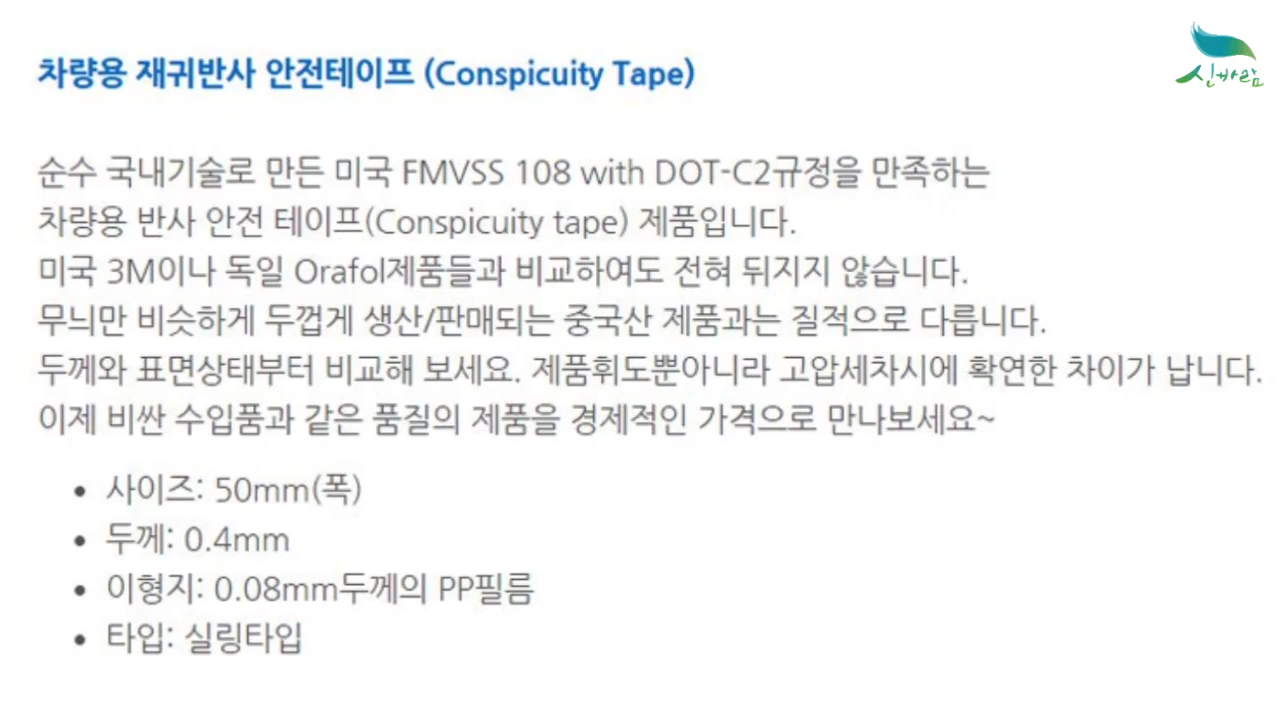 차량용 재귀반사 안전테이프 (Conspicuity Tape)
신바람
순수 국내기술로 만든 미국 FMVSS 108 with DOT-C2규정을 만족하는
차량용 반사 안전 테이프(Conspicuity tape) 제품입니다.
미국 3M이나 독일 Orafol제품들과 비교하여도 전혀 뒤지지 않습니다.
무늬만 비슷하게 두껍게 생산/판매되는 중국산 제품과는 질적으로 다릅니다.
두께와 표면상태부터 비교해 보세요. 제품휘도뿐아니라 고압세차시에 확연한 차이가 납니다.
이제 비싼 수입품과 같은 품질의 제품을 경제적인 가격으로 만나보세요~
• 사이즈: 50mm(폭)
• 두께: 0.4mm
• 이형지: 0.08mm두께의 PP필름
• 타입: 실링타입